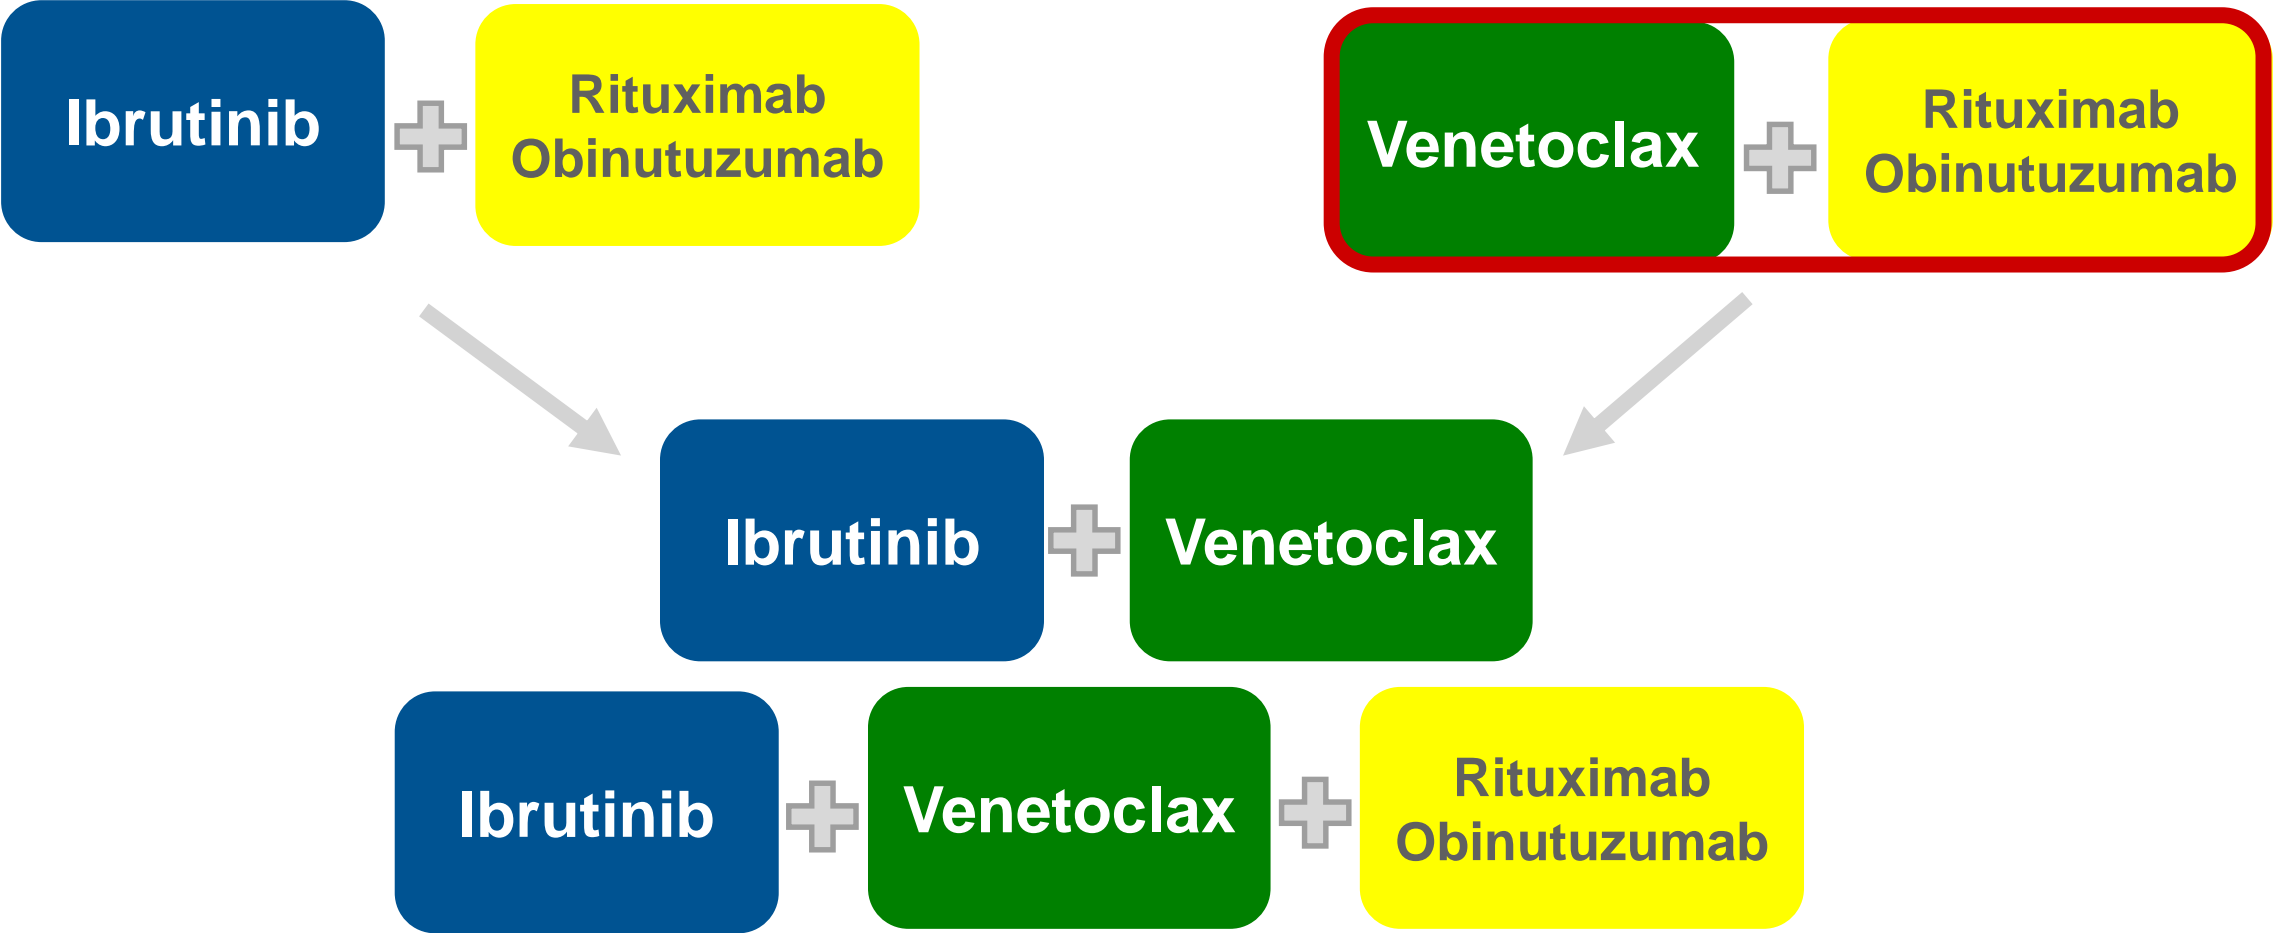 Ibrutinib
Rituximab
Obinutuzumab
Venetoclax
Rituximab
Obinutuzumab
Ibrutinib
Venetoclax
Ibrutinib
Venetoclax
Rituximab
Obinutuzumab